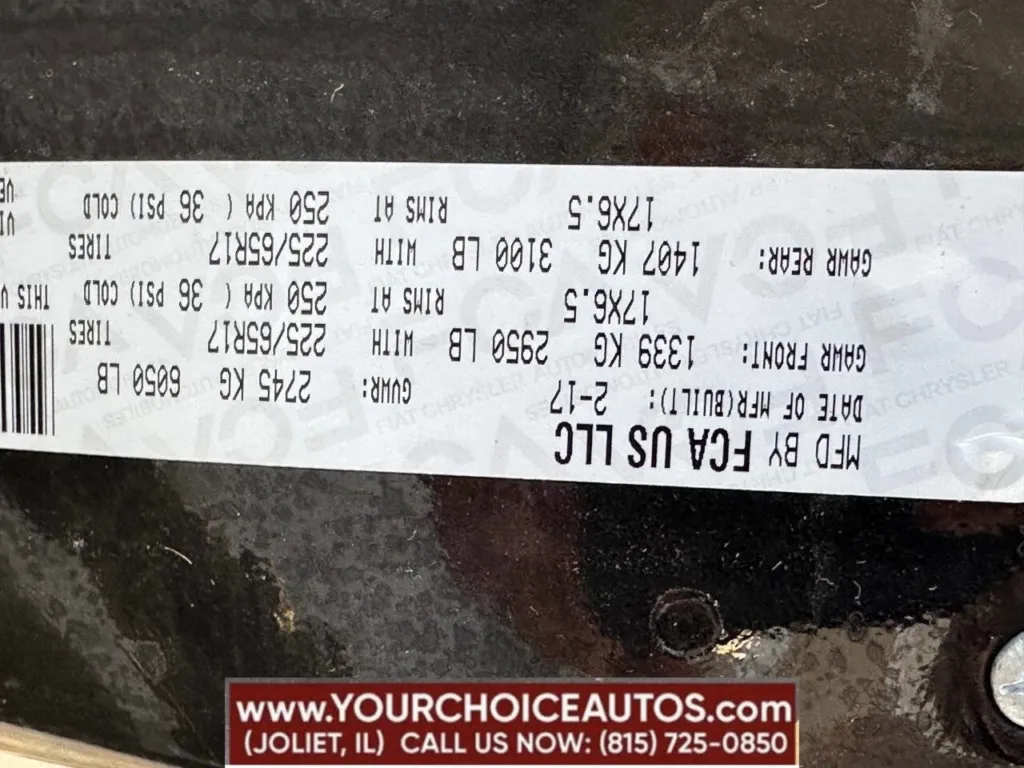 MFD BY FCA US LLC
DATE OF MFR(BUILT): 2-17 GVWR: 2745 KG 6050 LB
GAWR FRONT: 1339 KG 2950 LB WITH 225/65R17 TIRES
17X6.5 RIMS AT 250 KPA ( 36 PSI) COLD THIS V
GAWR REAR: 1407 KG 3100 LB WITH 225/65R17 TIRES
17X6.5 RIMS AT 250 KPA ( 36 PSI) COLD VI
VE
www.YOURCHOICEAUTOS.com
(JOLIET, IL) CALL US NOW: (815) 725-0850